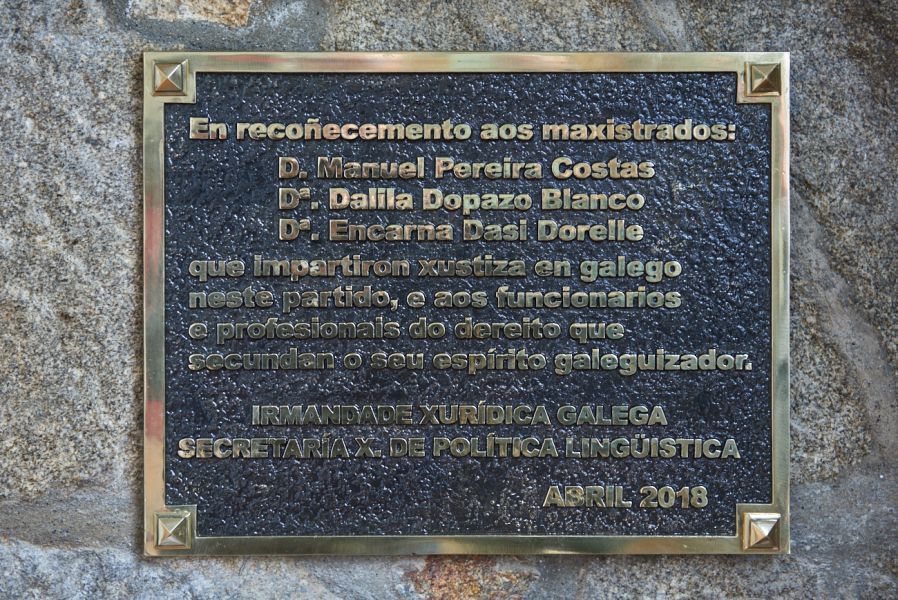 En recoñecemento aos maxistrados:
D. Manuel Pereira Costas
Dª. Dalila Dopazo Blanco
Dª. Encarna Dasi Dorelle
que impartiron xustiza en galego
neste partido, e aos funcionarios
e profesionais do dereito que
secundan o seu espírito galeguizador.
IRMANDADE XURÍDICA GALEGA
SECRETARÍA X. DE POLÍTICA LINGÜISTICA
ABRIL 2018